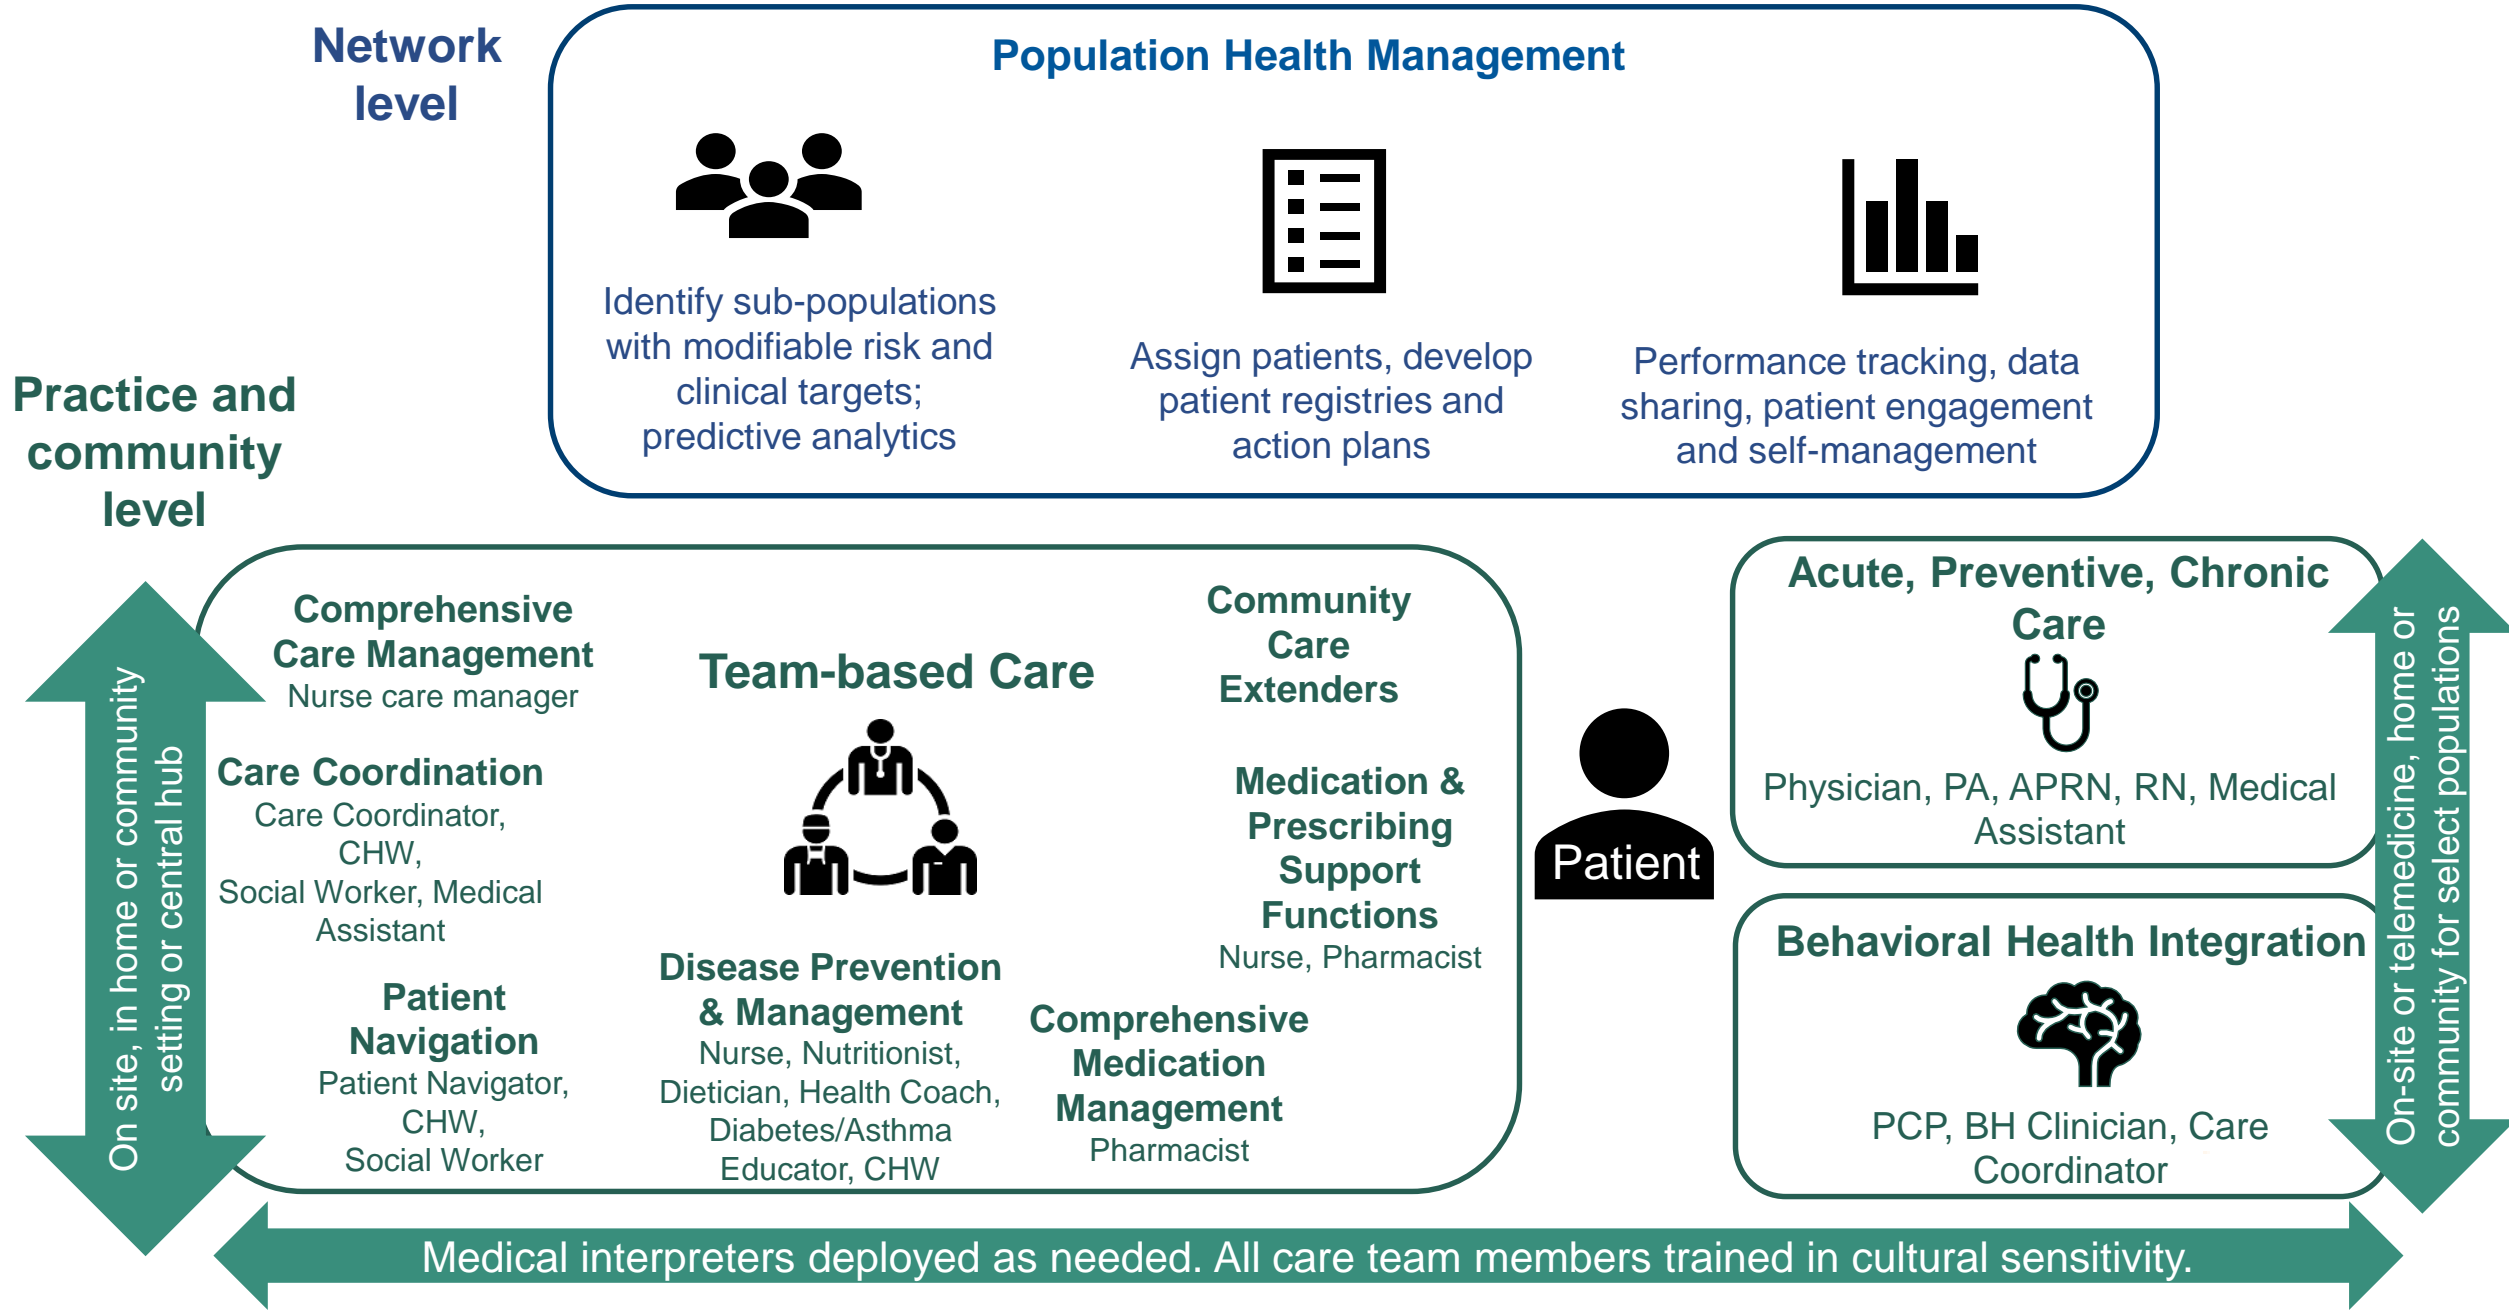 Network
level
Population Health Management
Identify sub-populations
with modifiable risk and
clinical targets;
predictive analytics
Assign patients, develop
patient registries and
action plans
Performance tracking, data
sharing, patient engagement
and self-management
Practice and
community
level
On site, in home or community
setting or central hub
Comprehensive
Care Management
Nurse care manager
Care Coordination
Care Coordinator,
CHW,
Social Worker, Medical
Assistant
Patient
Navigation
Patient Navigator,
CHW,
Social Worker
Team-based Care
Disease Prevention
& Management
Nurse, Nutritionist,
Dietician, Health Coach,
Diabetes/Asthma
Educator, CHW
Community
Care
Extenders
Medication &
Prescribing
Support
Functions
Nurse, Pharmacist
Comprehensive
Medication
Management
Pharmacist
Patient
Acute, Preventive, Chronic
Care
Physician, PA, APRN, RN, Medical
Assistant
Behavioral Health Integration
PCP, BH Clinician, Care
Coordinator
On-site or telemedicine, home or
community for select populations
Medical interpreters deployed as needed. All care team members trained in cultural sensitivity.